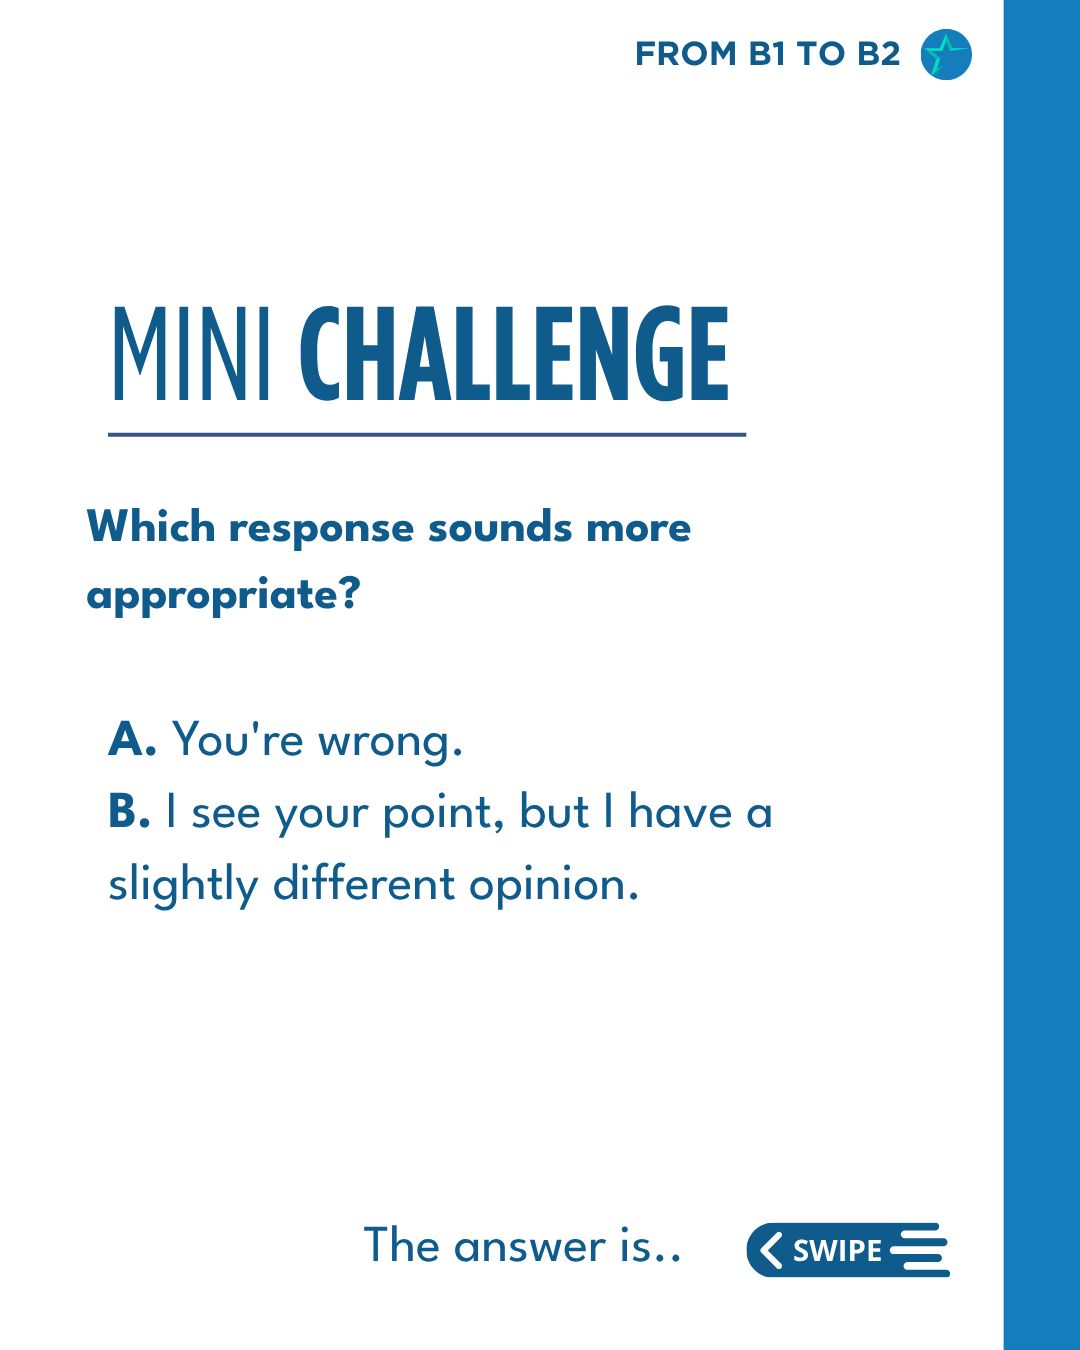 FROM B1 TO B2
MINI CHALLENGE
Which response sounds more
appropriate?
A. You're wrong.
B. I see your point, but I have a
slightly different opinion.
The answer is..
SWIPE